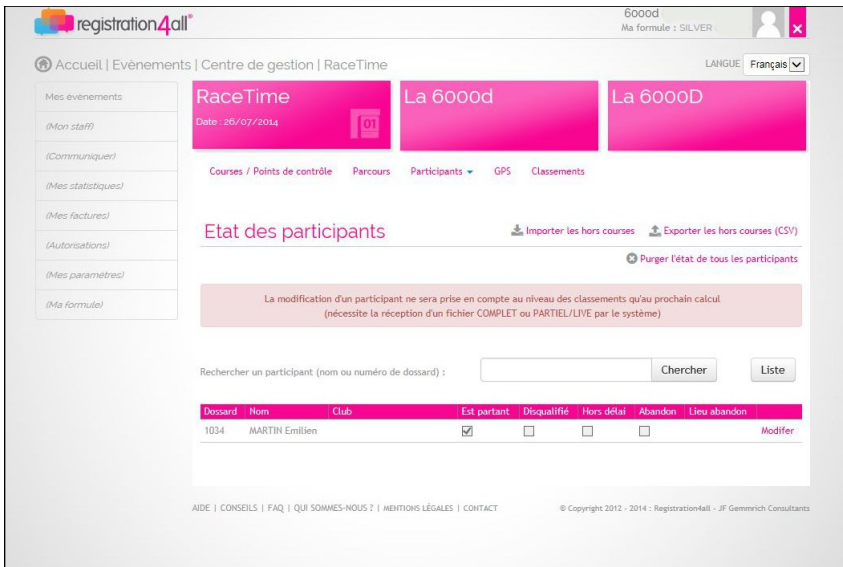 registration4all®
6000d
Ma formule : SILVER
Accueil | Evènements | Centre de gestion | RaceTime
LANGUE Français
Mes évènements
(Mon staff)
(Communiquer)
(Mes statistiques)
(Mes factures)
(Autorisations)
(Mes paramètres)
(Ma formule)
RaceTime
Date : 26/07/2014
01
La 6000d
La 6000D
Courses / Points de contrôle Parcours Participants GPS Classements
Etat des participants
Importer les hors courses Exporter les hors courses (CSV)
Purger l'état de tous les participants
La modification d'un participant ne sera prise en compte au niveau des classements qu'au prochain calcul
(nécessite la réception d'un fichier COMPLET ou PARTIEL/LIVE par le système)
Rechercher un participant (nom ou numéro de dossard) : Chercher Liste
Dossard Nom Club Est partant Disqualifié Hors délai Abandon Lieu abandon
1034 MARTIN Emilien Modifer
AIDE | CONSEILS | FAQ | QUI SOMMES-NOUS ? | MENTIONS LÉGALES | CONTACT
© Copyright 2012 - 2014 : Registration4all - JF Gemmrich Consultants